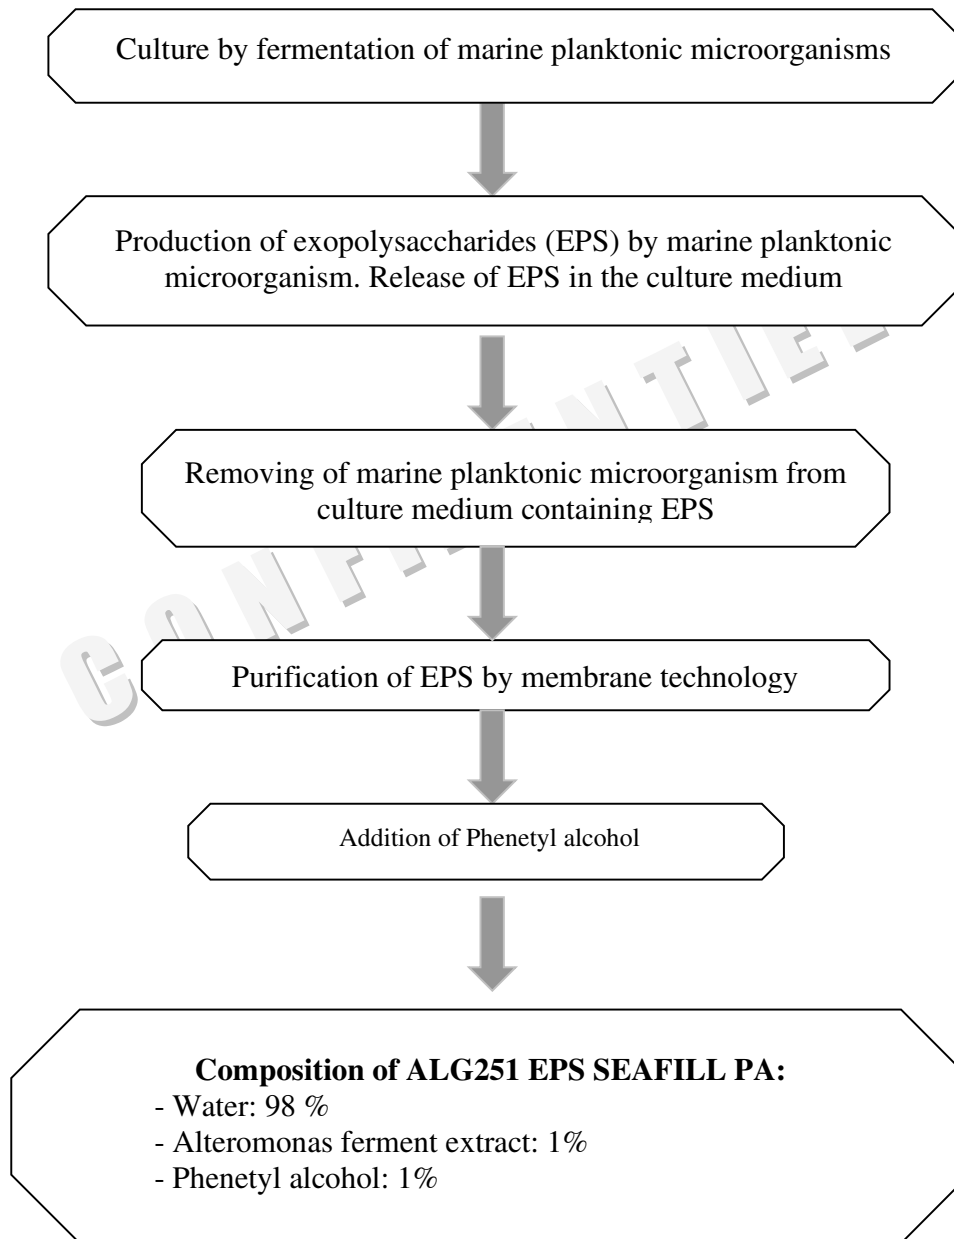 Culture by fermentation of marine planktonic microorganisms
Production of exopolysaccharides (EPS) by marine planktonic
microorganism. Release of EPS in the culture medium
Removing of marine planktonic microorganism from
culture medium containing EPS
Purification of EPS by membrane technology
Addition of Phenetyl alcohol
Composition of ALG251 EPS SEAFILL PA:
- Water: 98 %
- Alteromonas ferment extract: 1%
- Phenetyl alcohol: 1%
CONFIDENTIEL